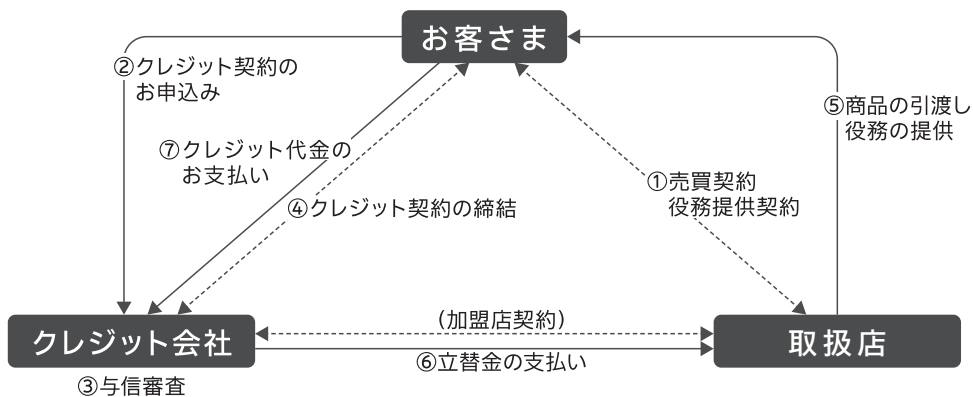 お客さま
②クレジット契約の
お申込み
⑤商品の引渡し
役務の提供
⑦クレジット代金の
お支払い
①売買契約
役務提供契約
④クレジット契約の締結
(加盟店契約)
クレジット会社
取扱店
⑥立替金の支払い
③与信審査